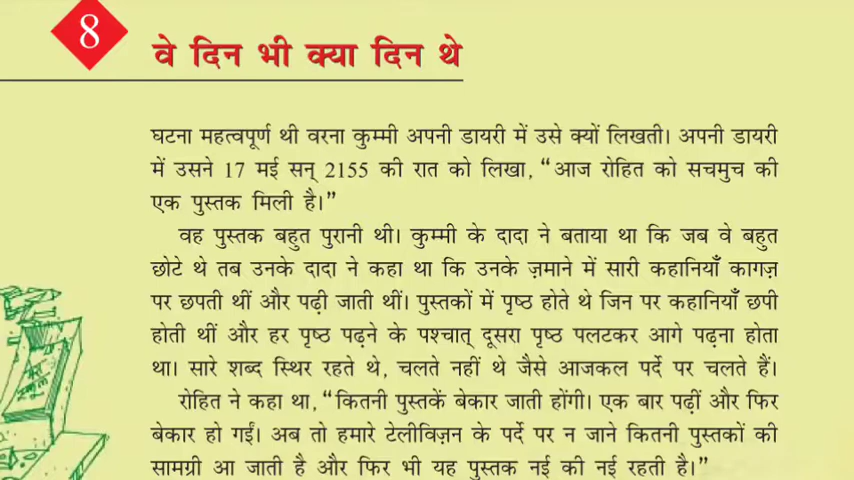 8
वे दिन भी क्या दिन थे
घटना महत्वपूर्ण थी वरना कुम्मी अपनी डायरी में उसे क्यों लिखती। अपनी डायरी
में उसने 17 मई सन् 2155 की रात को लिखा, “आज रोहित को सचमुच की
एक पुस्तक मिली है।”
वह पुस्तक बहुत पुरानी थी। कुम्मी के दादा ने बताया था कि जब वे बहुत
छोटे थे तब उनके दादा ने कहा था कि उनके ज़माने में सारी कहानियाँ कागज़
पर छपती थीं और पढ़ी जाती थीं। पुस्तकों में पृष्ठ होते थे जिन पर कहानियाँ छपी
होती थीं और हर पृष्ठ पढ़ने के पश्चात् दूसरा पृष्ठ पलटकर आगे पढ़ना होता
था। सारे शब्द स्थिर रहते थे, चलते नहीं थे जैसे आजकल पर्दे पर चलते हैं।
रोहित ने कहा था, “कितनी पुस्तकें बेकार जाती होंगी। एक बार पढ़ीं और फिर
बेकार हो गईं। अब तो हमारे टेलीविज़न के पर्दे पर न जाने कितनी पुस्तकों की
सामग्री आ जाती है और फिर भी यह पुस्तक नई की नई रहती है।”